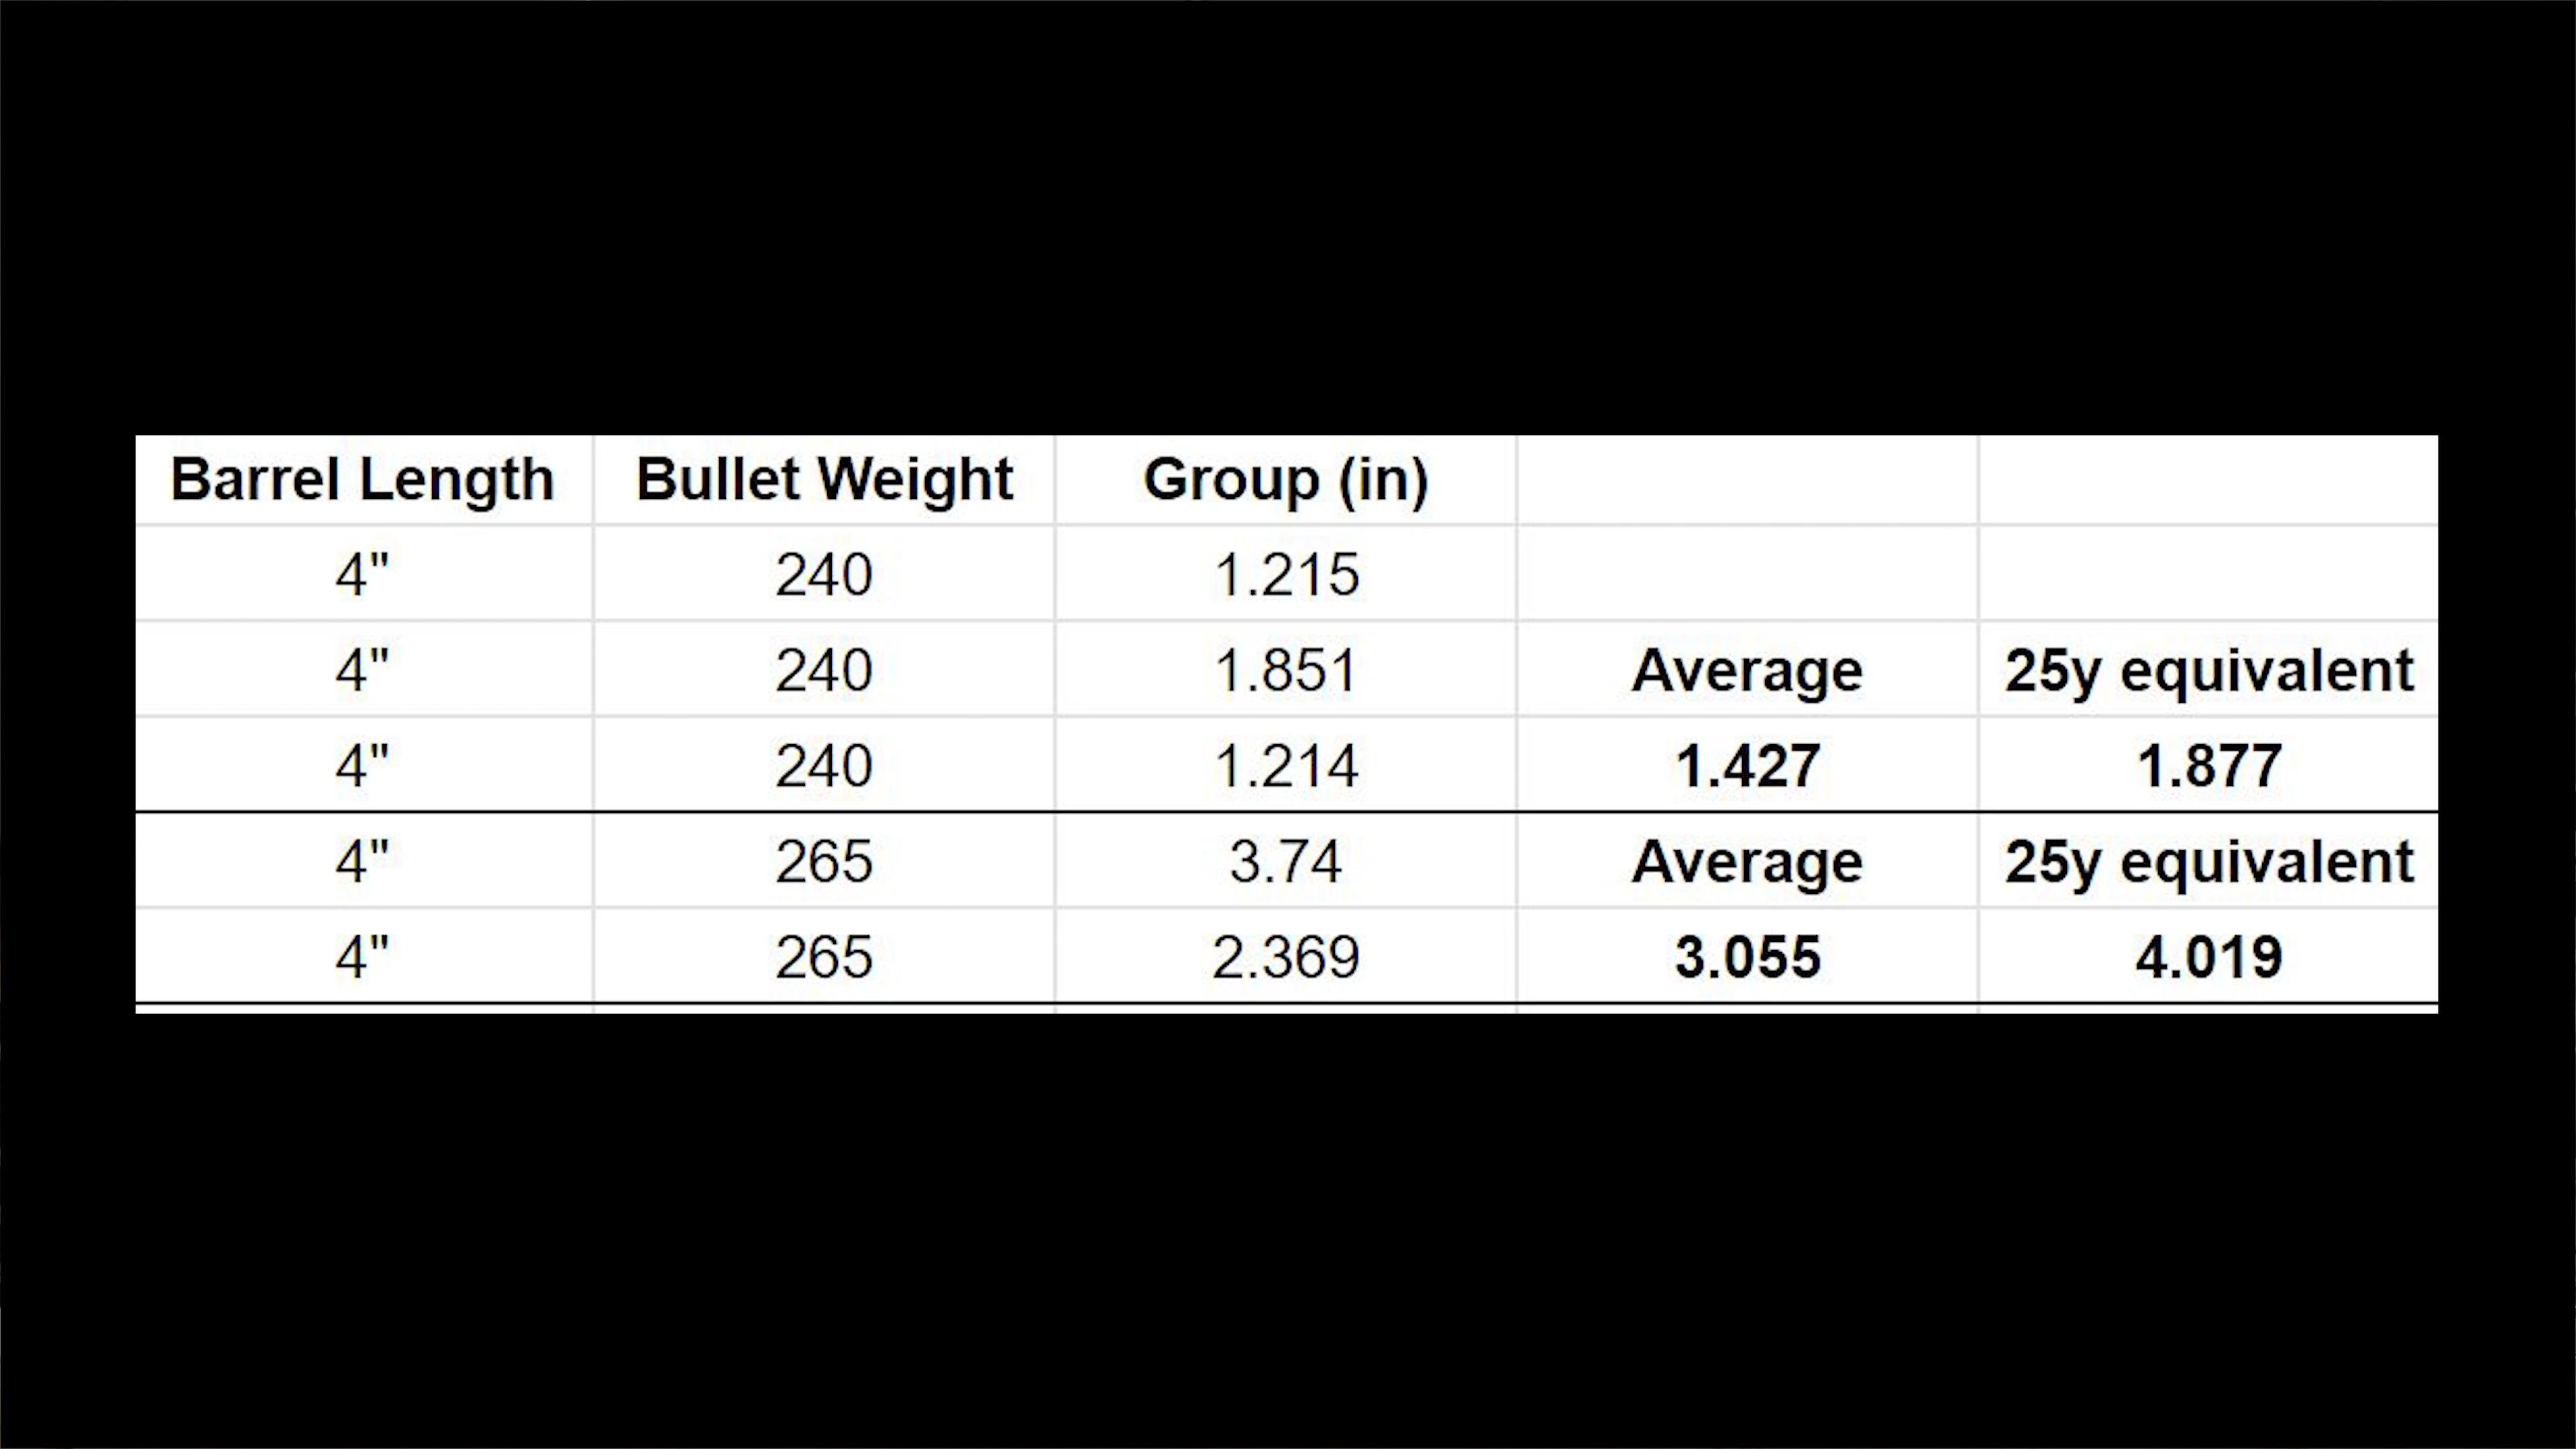 Barrel Length Bullet Weight Group (in)
4" 240 1.215
4" 240 1.851 Average 25y equivalent
4" 240 1.214 1.427 1.877
4" 265 3.74 Average 25y equivalent
4" 265 2.369 3.055 4.019